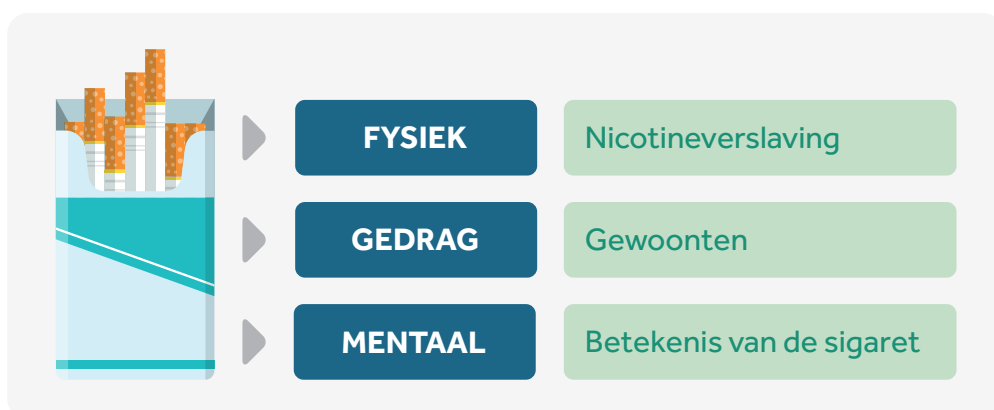 FYSIEK
Nicotineverslaving
GEDRAG
Gewoonten
MENTAAL
Betekenis van de sigaret